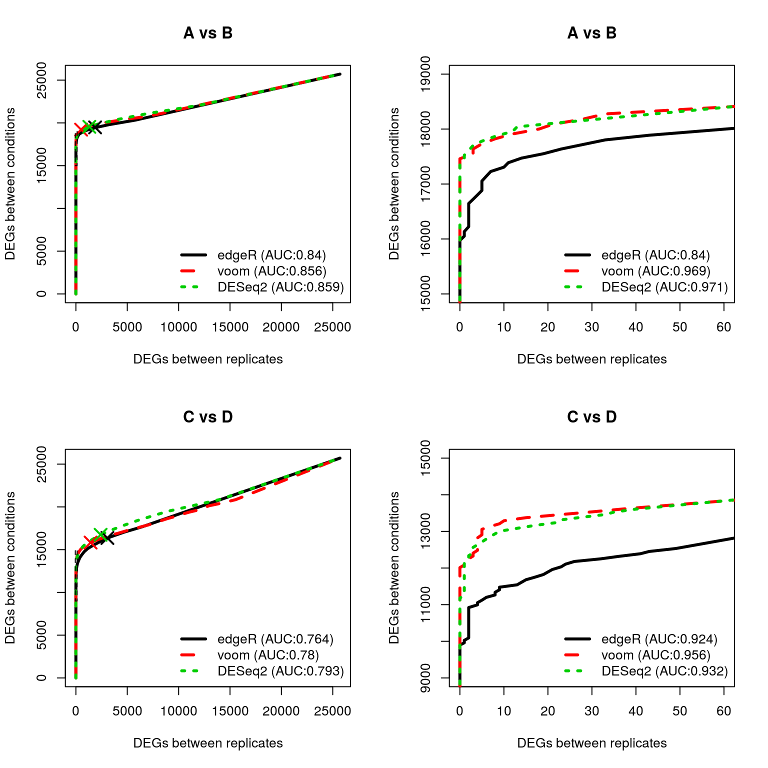 A vs B
DEGs between conditions
0 5000 15000 25000
edgeR (AUC:0.84)
voom (AUC:0.856)
DESeq2 (AUC:0.859)
0 5000 10000 15000 20000 25000
DEGs between replicates
A vs B
DEGs between conditions
15000 16000 17000 18000 19000
edgeR (AUC:0.84)
voom (AUC:0.969)
DESeq2 (AUC:0.971)
0 10 20 30 40 50 60
DEGs between replicates
C vs D
DEGs between conditions
0 5000 15000 25000
edgeR (AUC:0.764)
voom (AUC:0.78)
DESeq2 (AUC:0.793)
0 5000 10000 15000 20000 25000
DEGs between replicates
C vs D
DEGs between conditions
9000 11000 13000 15000
edgeR (AUC:0.924)
voom (AUC:0.956)
DESeq2 (AUC:0.932)
0 10 20 30 40 50 60
DEGs between replicates